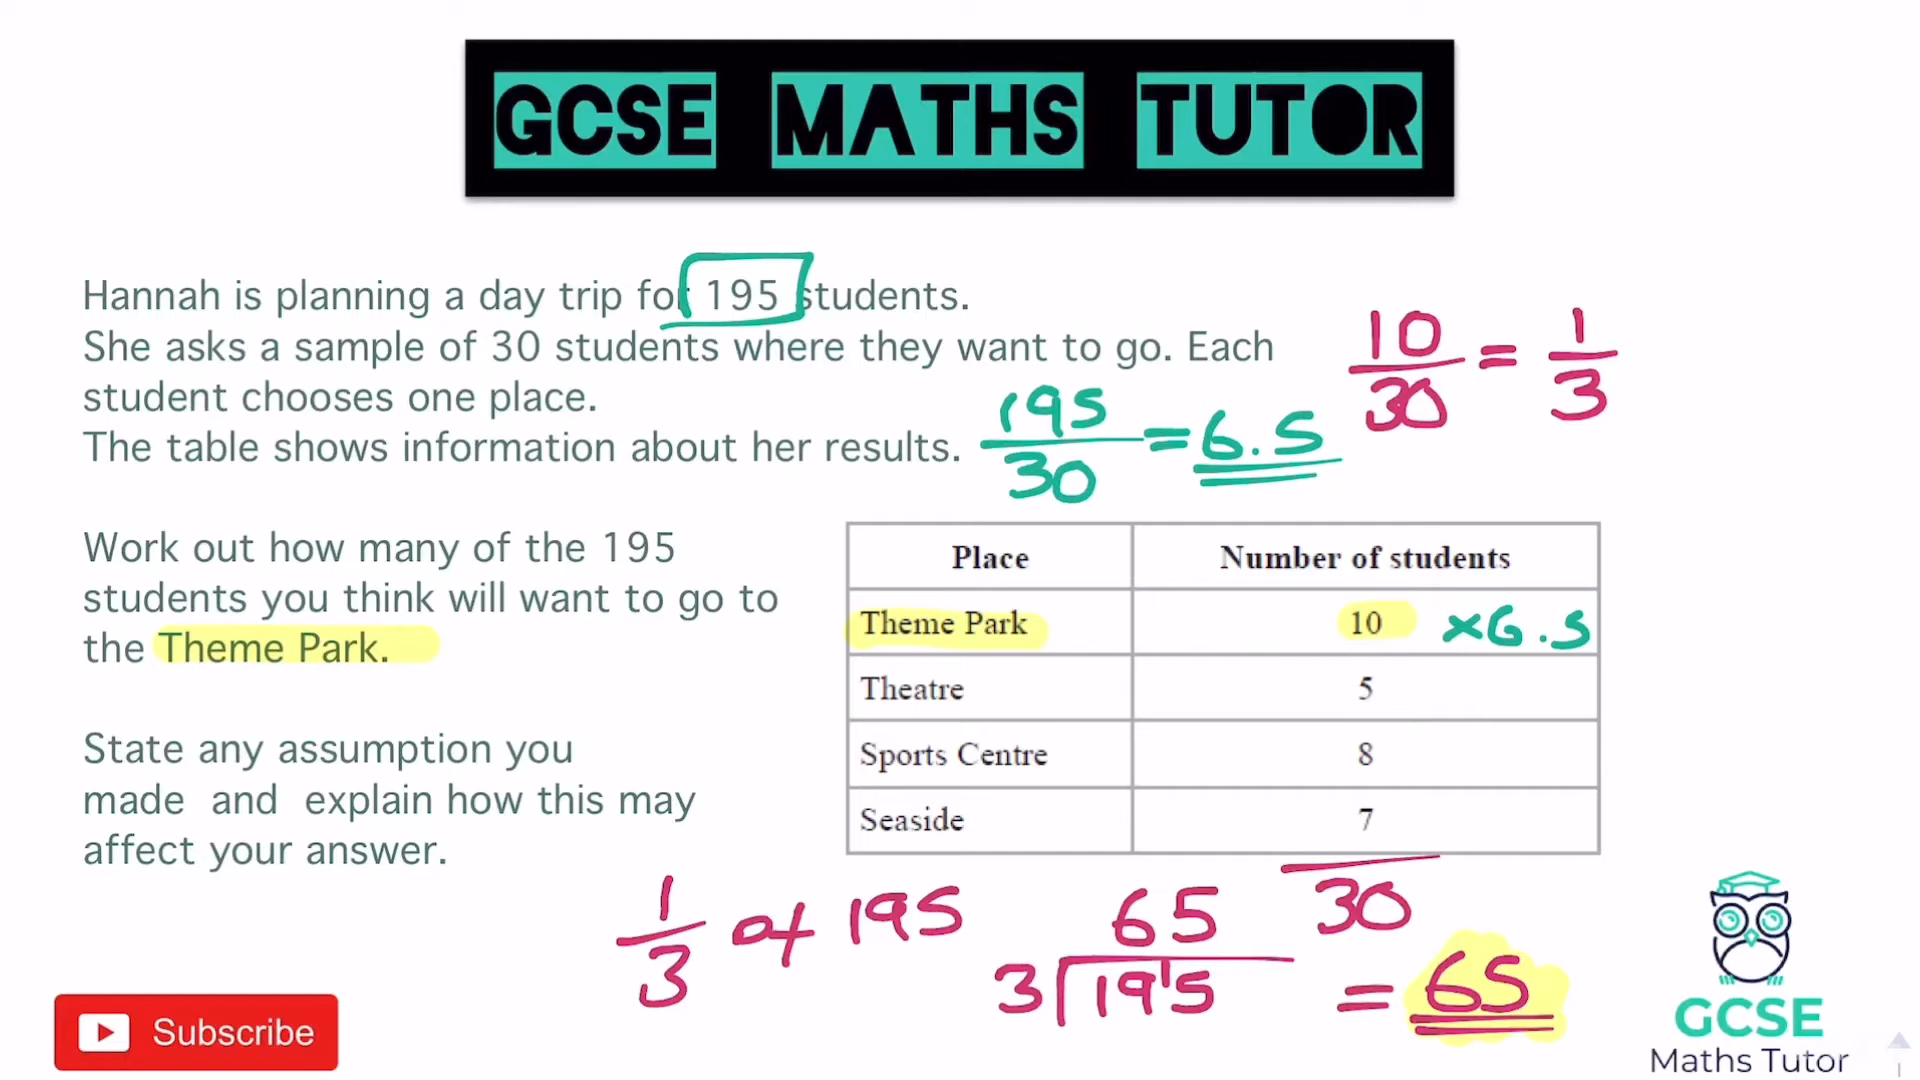 GCSE MATHS TUTOR
Hannah is planning a day trip for 195 students.
She asks a sample of 30 students where they want to go. Each
student chooses one place.
The table shows information about her results.
195
30
= 6.5
10
30
= 1
3
Work out how many of the 195
students you think will want to go to
the Theme Park.
State any assumption you
made and explain how this may
affect your answer.
Place Number of students
Theme Park 10 ×6.5
Theatre 5
Sports Centre 8
Seaside 7
30
1
3
of 195
65
3 195
= 65
Subscribe
GCSE
Maths Tutor